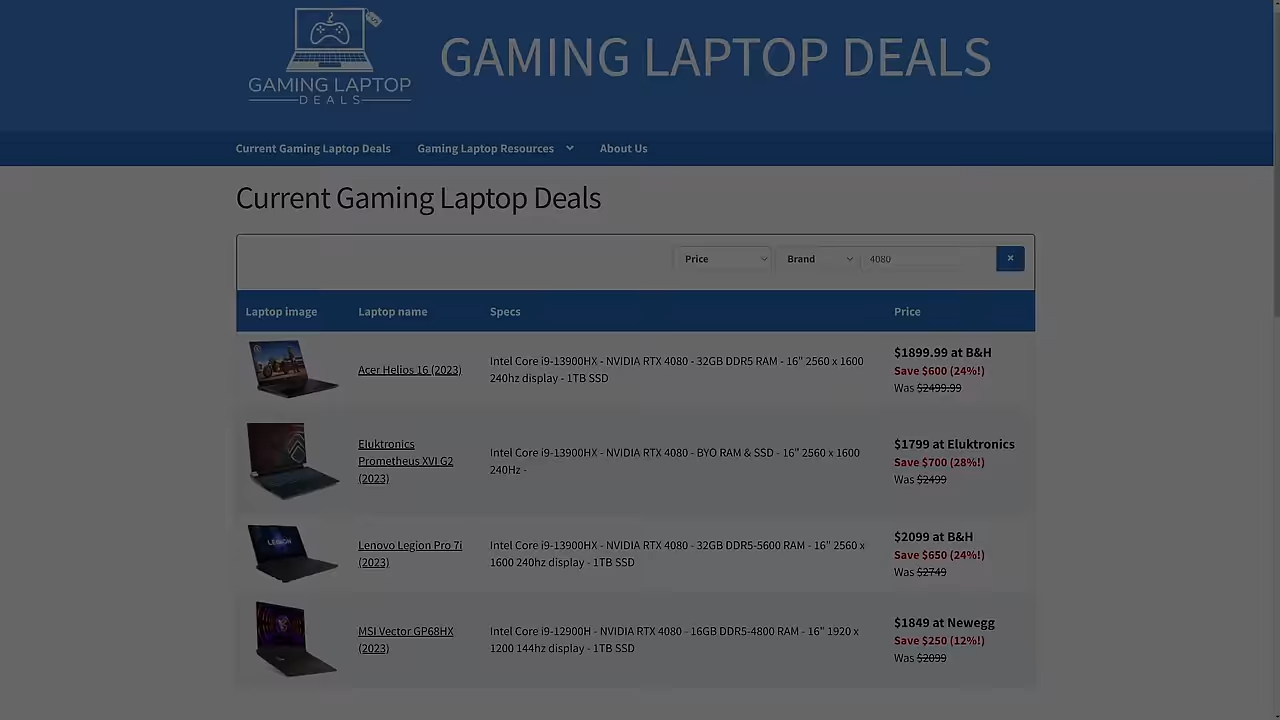 GAMING LAPTOP
DEALS
GAMING LAPTOP DEALS
Current Gaming Laptop Deals
Gaming Laptop Resources
About Us
Current Gaming Laptop Deals
Price
Brand
4080
×
Laptop image
Laptop name
Specs
Price
Acer Helios 16 (2023)
Intel Core i9-13900HX - NVIDIA RTX 4080 - 32GB DDR5 RAM - 16" 2560 x 1600
240hz display - 1TB SSD
$1899.99 at B&H
Save $600 (24%!)
Was $2499.99
Eluktronics
Prometheus XVI G2
(2023)
Intel Core i9-13900HX - NVIDIA RTX 4080 - BYO RAM & SSD - 16" 2560 x 1600
240Hz -
$1799 at Eluktronics
Save $700 (28%!)
Was $2499
LEGION
Lenovo Legion Pro 7i
(2023)
Intel Core i9-13900HX - NVIDIA RTX 4080 - 32GB DDR5-5600 RAM - 16" 2560 x
1600 240hz display - 1TB SSD
$2099 at B&H
Save $650 (24%!)
Was $2749
MSI Vector GP68HX
(2023)
Intel Core i9-12900H - NVIDIA RTX 4080 - 16GB DDR5-4800 RAM - 16" 1920 x
1200 144hz display - 1TB SSD
$1849 at Newegg
Save $250 (12%!)
Was $2099